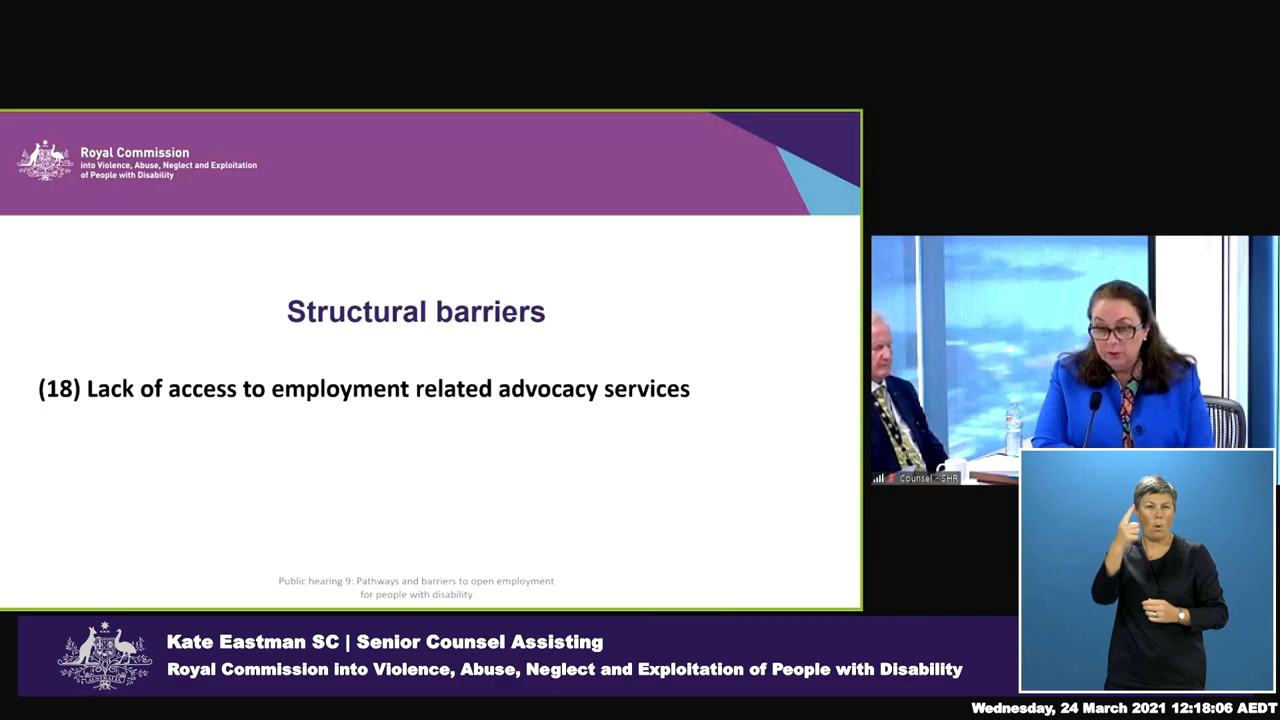 Royal Commission
into Violence, Abuse, Neglect and Exploitation
of People with Disability
Structural barriers
(18) Lack of access to employment related advocacy services
Public hearing 9: Pathways and barriers to open employment
for people with disability
Counsel - SHR
Kate Eastman SC | Senior Counsel Assisting
Royal Commission into Violence, Abuse, Neglect and Exploitation of People with Disability
Wednesday, 24 March 2021 12:18:06 AEDT